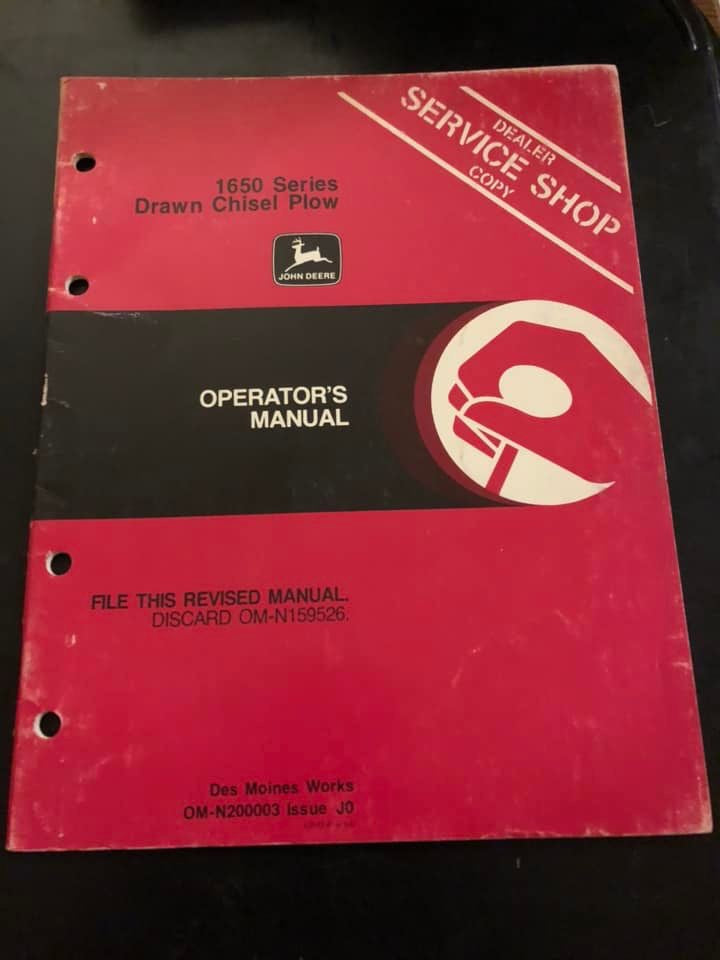 DEALER
SERVICE SHOP
COPY
1650 Series
Drawn Chisel Plow
JOHN DEERE
OPERATOR'S
MANUAL
FILE THIS REVISED MANUAL.
DISCARD OM-N159526.
Des Moines Works
OM-N200003 Issue J0